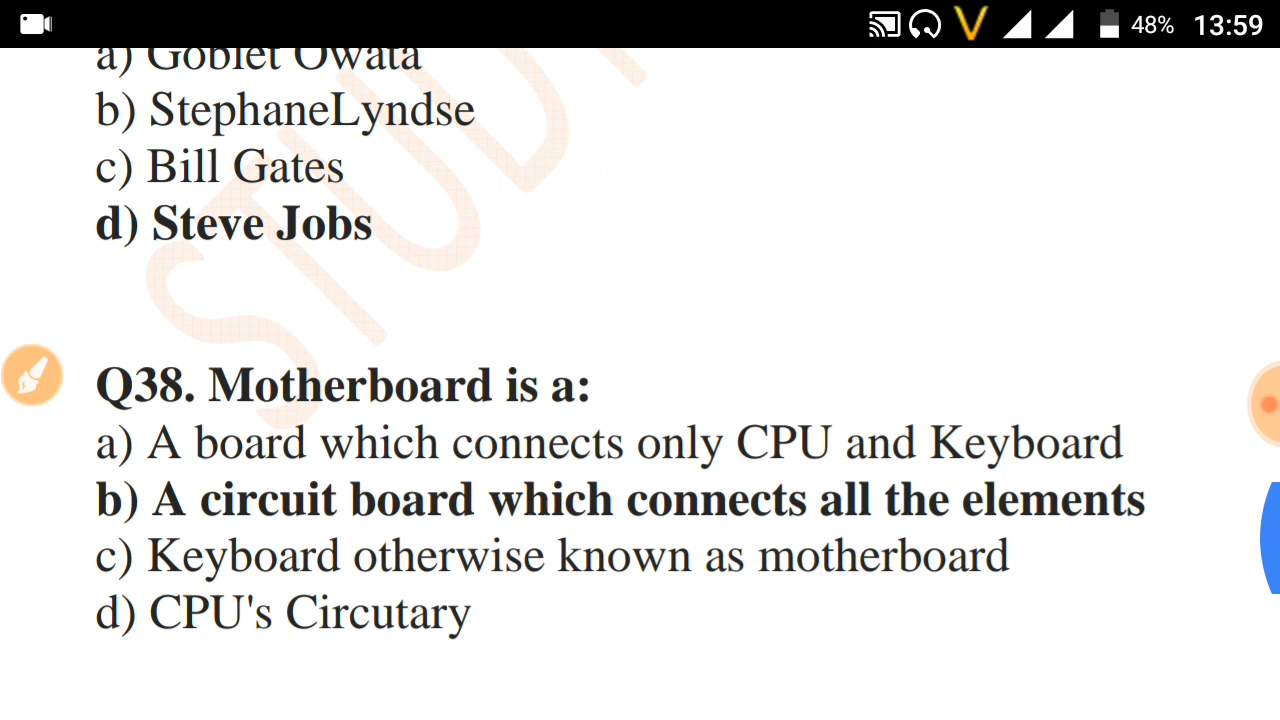 48% 13:59
a) Goblet Owata
b) StephaneLyndse
c) Bill Gates
d) Steve Jobs
STUD
Q38. Motherboard is a:
a) A board which connects only CPU and Keyboard
b) A circuit board which connects all the elements
c) Keyboard otherwise known as motherboard
d) CPU's Circutary